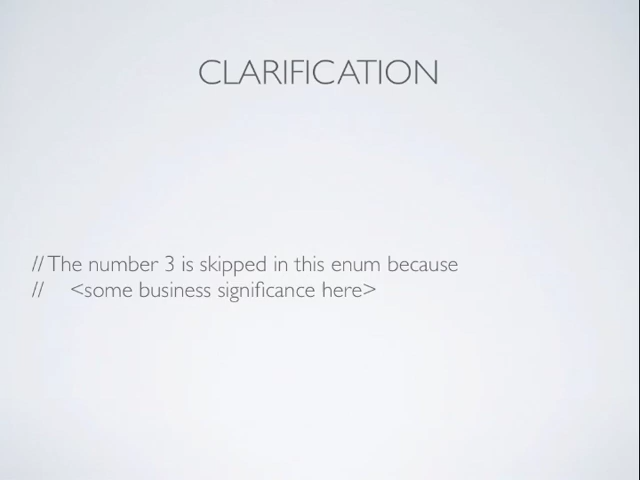 CLARIFICATION
// The number 3 is skipped in this enum because
// <some business significance here>